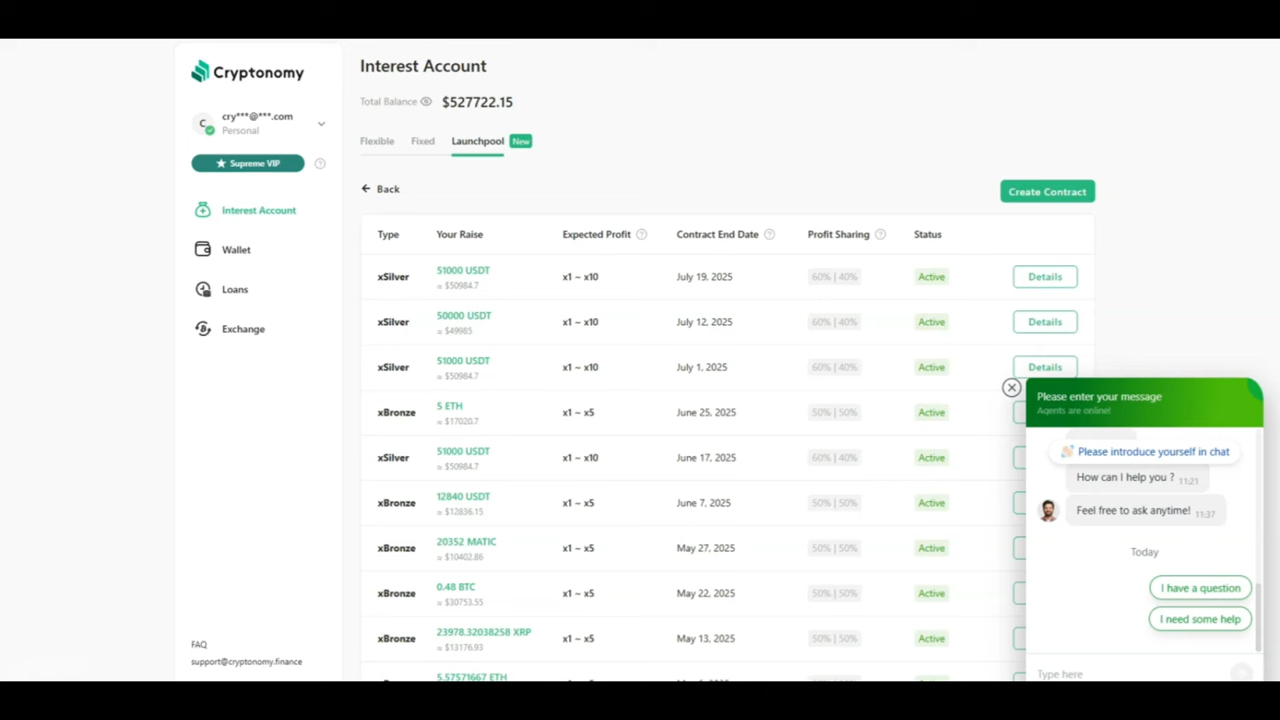 Cryptonomy
C
cry***@***.com
Personal
Supreme VIP
Interest Account
Wallet
Loans
Exchange
FAQ
support@cryptonomy.finance
Interest Account
Total Balance $527722.15
Flexible Fixed Launchpool New
Back
Create Contract
Type Your Raise Expected Profit Contract End Date Profit Sharing Status
xSilver 51000 USDT x1 ~ x10 July 19, 2025 60% | 40% Active Details
≈ $50984.7
xSilver 50000 USDT x1 ~ x10 July 12, 2025 60% | 40% Active Details
≈ $49985
xSilver 51000 USDT x1 ~ x10 July 1, 2025 60% | 40% Active Details
≈ $50984.7
xBronze 5 ETH x1 ~ x5 June 25, 2025 50% | 50% Active
≈ $17020.7
xSilver 51000 USDT x1 ~ x10 June 17, 2025 60% | 40% Active
≈ $50984.7
xBronze 12840 USDT x1 ~ x5 June 7, 2025 50% | 50% Active
≈ $12836.15
xBronze 20352 MATIC x1 ~ x5 May 27, 2025 50% | 50% Active
≈ $10402.86
xBronze 0.48 BTC x1 ~ x5 May 22, 2025 50% | 50% Active
≈ $30753.55
xBronze 23978.32038258 XRP x1 ~ x5 May 13, 2025 50% | 50% Active
≈ $13176.93
5.57571667 ETH
Please enter your message
Agents are online!
Please introduce yourself in chat
How can I help you ? 11:21
Feel free to ask anytime! 11:37
Today
I have a question
I need some help
Type here